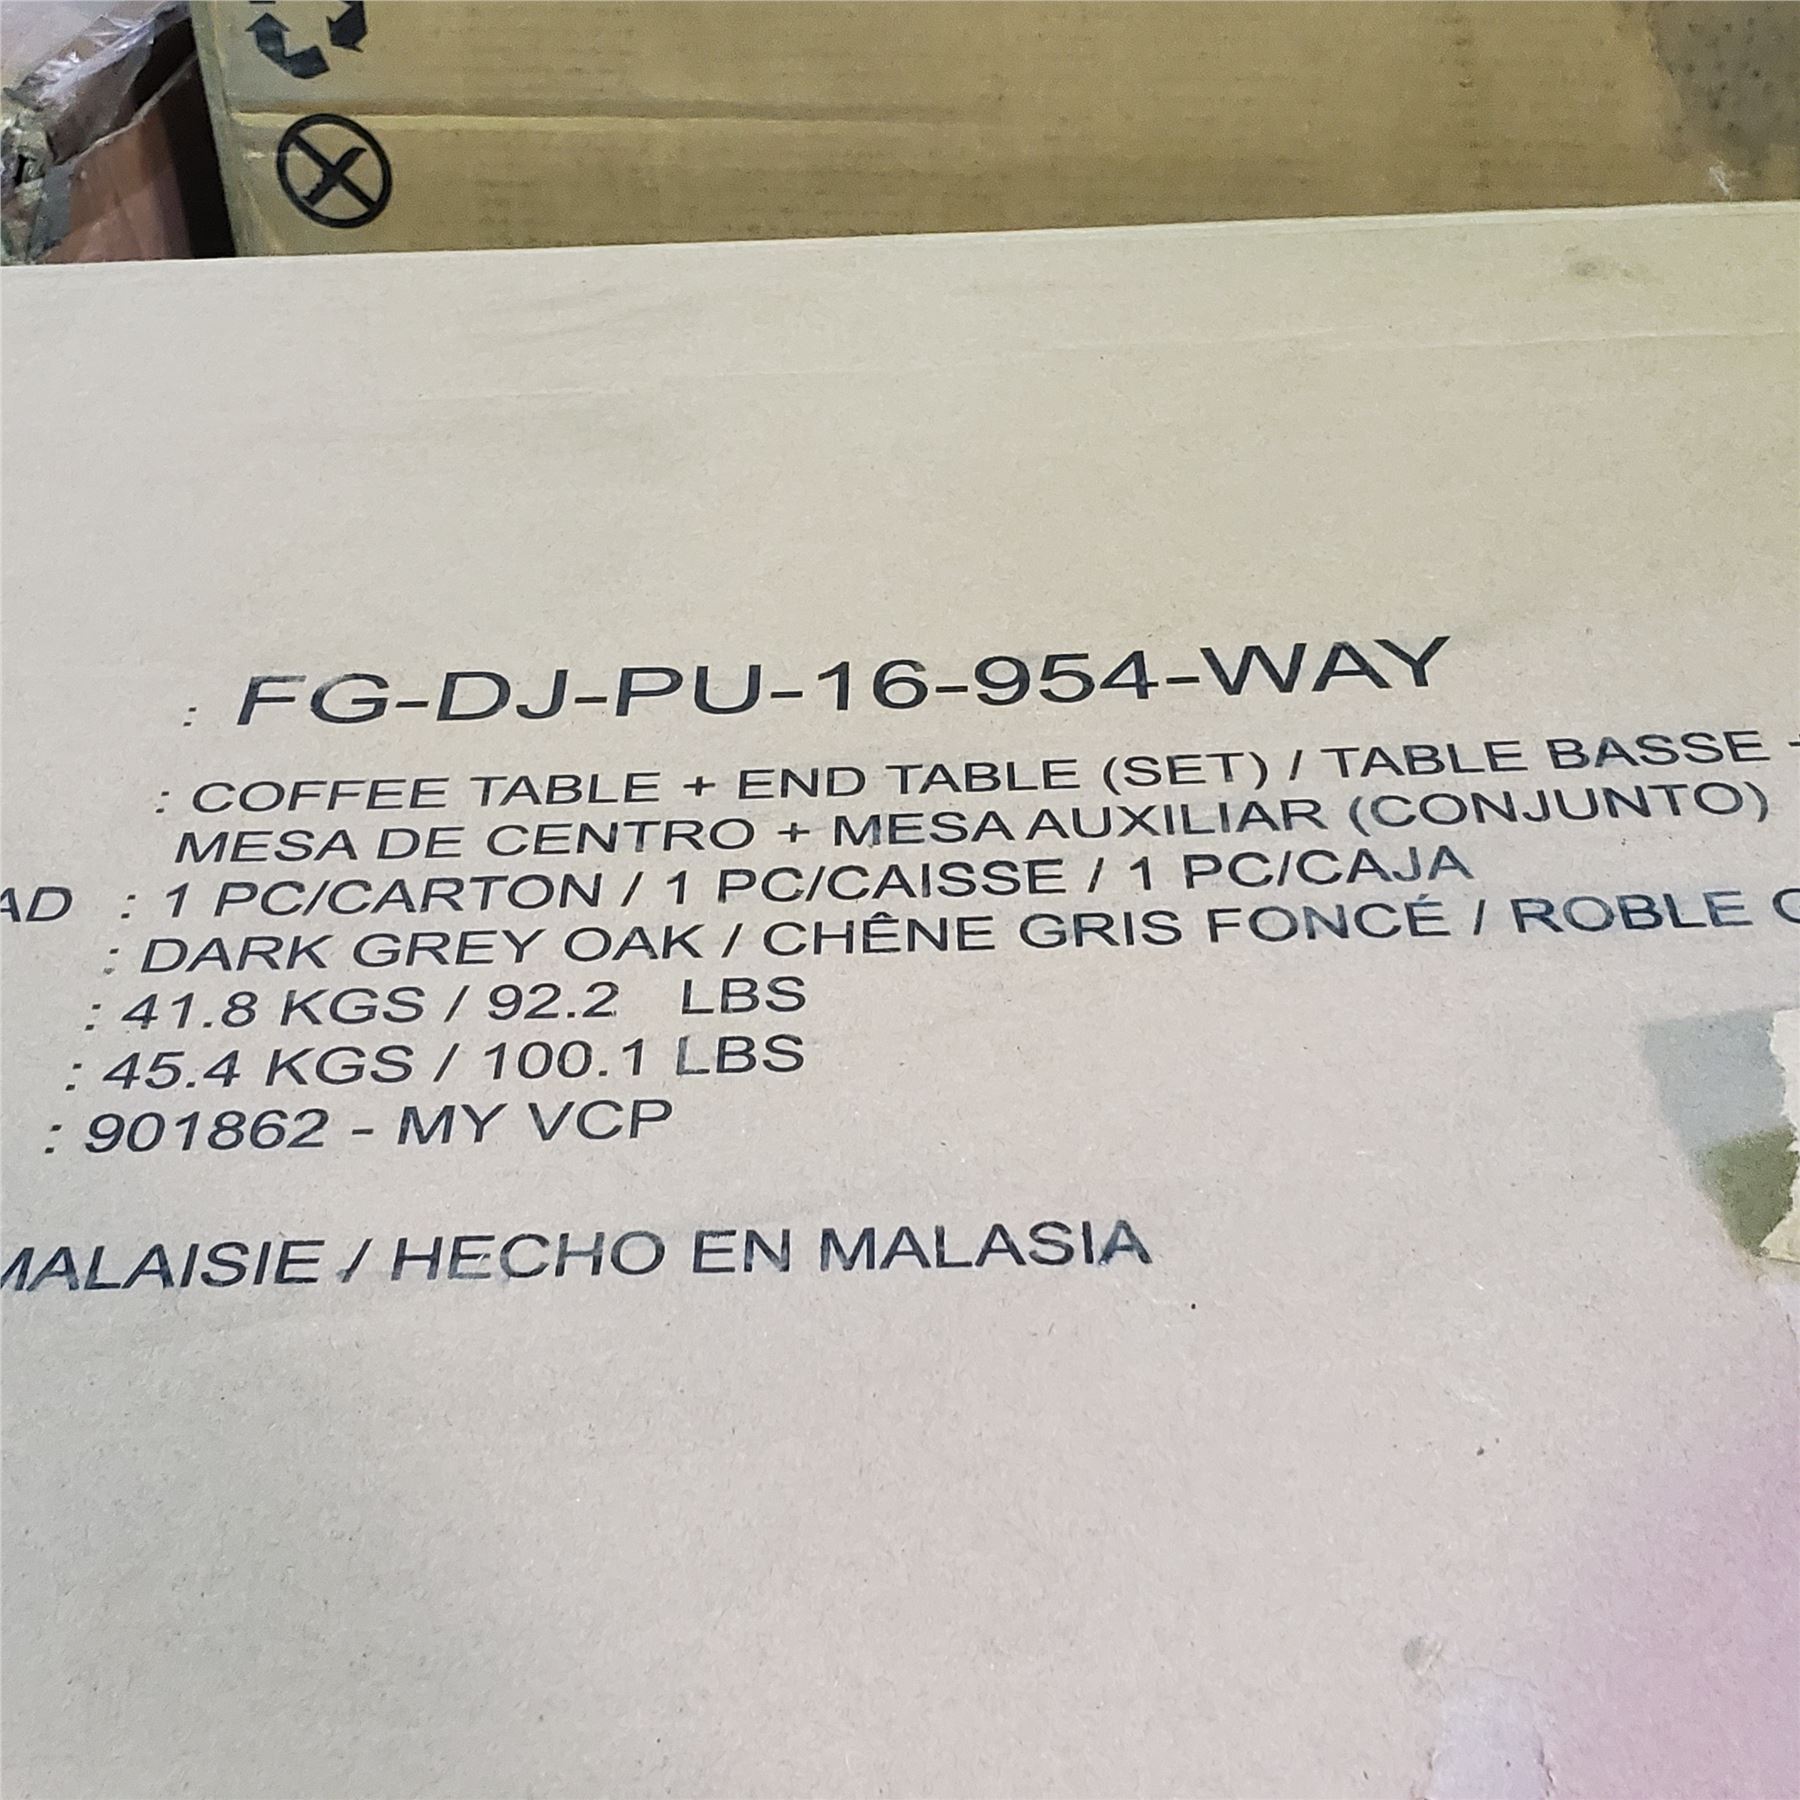 : FG-DJ-PU-16-954-WAY
: COFFEE TABLE + END TABLE (SET) / TABLE BASSE +
MESA DE CENTRO + MESA AUXILIAR (CONJUNTO)
AD : 1 PC/CARTON / 1 PC/CAISSE / 1 PC/CAJA
: DARK GREY OAK / CHÊNE GRIS FONCÉ / ROBLE
: 41.8 KGS / 92.2 LBS
: 45.4 KGS / 100.1 LBS
: 901862 - MY VCP
MALAISIE / HECHO EN MALASIA